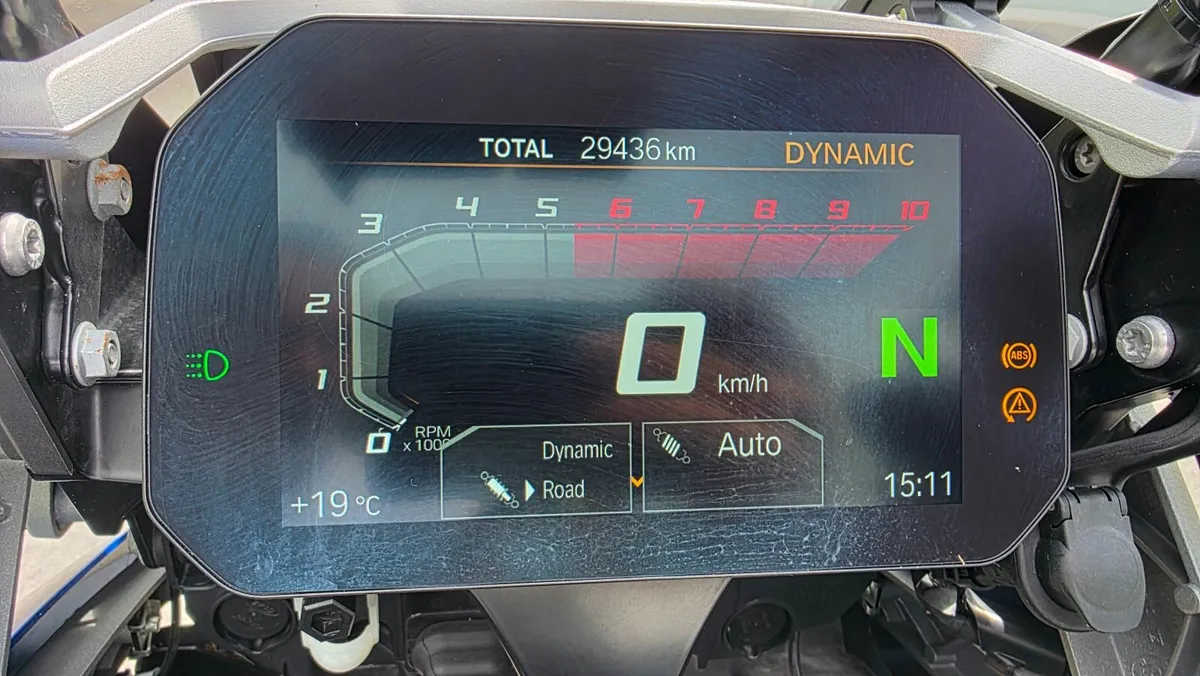 TOTAL 29436 km DYNAMIC
3 4 5 6 7 8 9 10
2
1
0
RPM
x 1000
0 km/h
N
ABS
Dynamic
Road
Auto
+19 °C
15:11